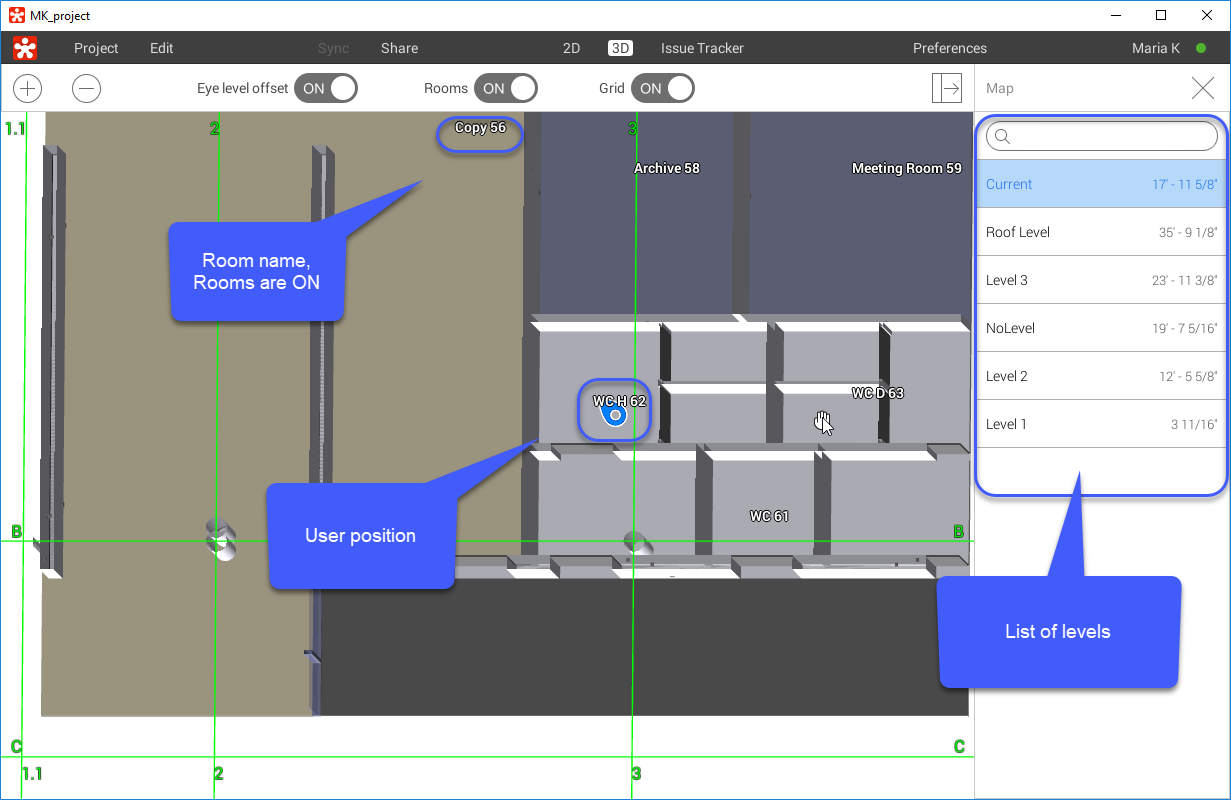 MK_project
Project Edit Sync Share 2D 3D Issue Tracker Preferences Maria K
Eye level offset ON Rooms ON Grid ON Map
1.1 2 Copy 56 3
Archive 58 Meeting Room 59
Current 17' - 11 5/8"
Roof Level 35' - 9 1/8"
Room name,
Rooms are ON
Level 3 23' - 11 3/8"
NoLevel 19' - 7 5/16"
Level 2 12' - 5 5/8"
WC H 62 WC D 63
Level 1 3 11/16"
WC 61
B B
User position
List of levels
C C
1.1 2 3